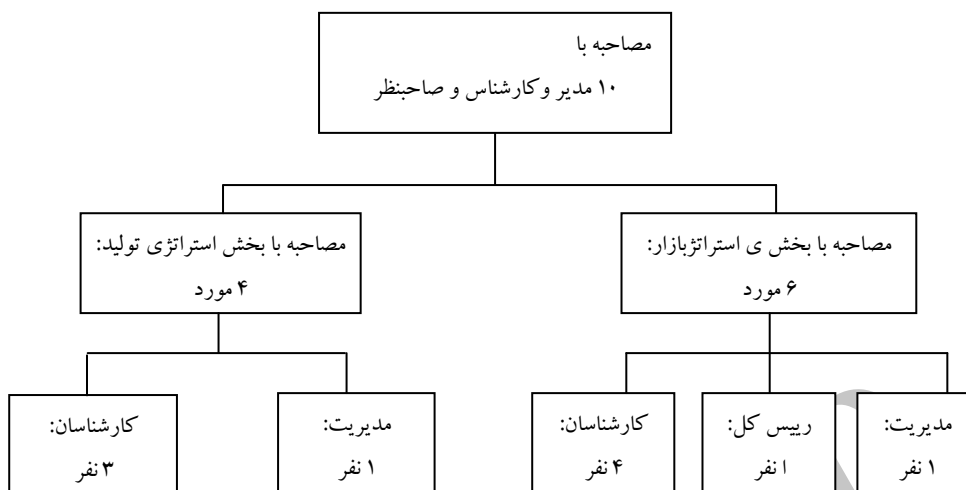 مصاحبه با
۱۰ مدیر وکارشناس و صاحبنظر
مصاحبه با بخش ی استراتژبازار:
۶ مورد
مصاحبه با بخش استراتژی تولید:
۴ مورد
مدیریت:
۱ نفر
رییس کل:
۱ نفر
کارشناسان:
۴ نفر
مدیریت:
۱ نفر
کارشناسان:
۳ نفر